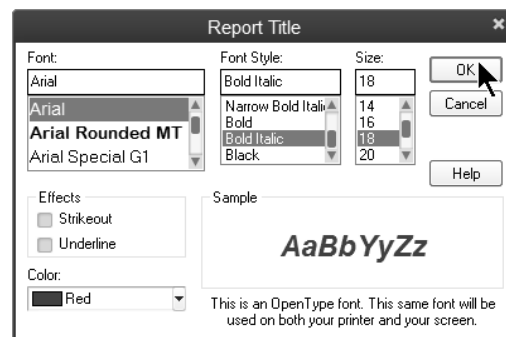 Report Title
Font:
Font Style:
Size:
Arial
Bold Italic
18
OK
Arial
Arial Rounded MT
Arial Special G1
Narrow Bold Itali
Bold
Bold Italic
Black
14
16
18
20
Cancel
Help
Effects
Strikeout
Underline
Color:
Red
Sample
AaBbYyZz
This is an OpenType font. This same font will be
used on both your printer and your screen.